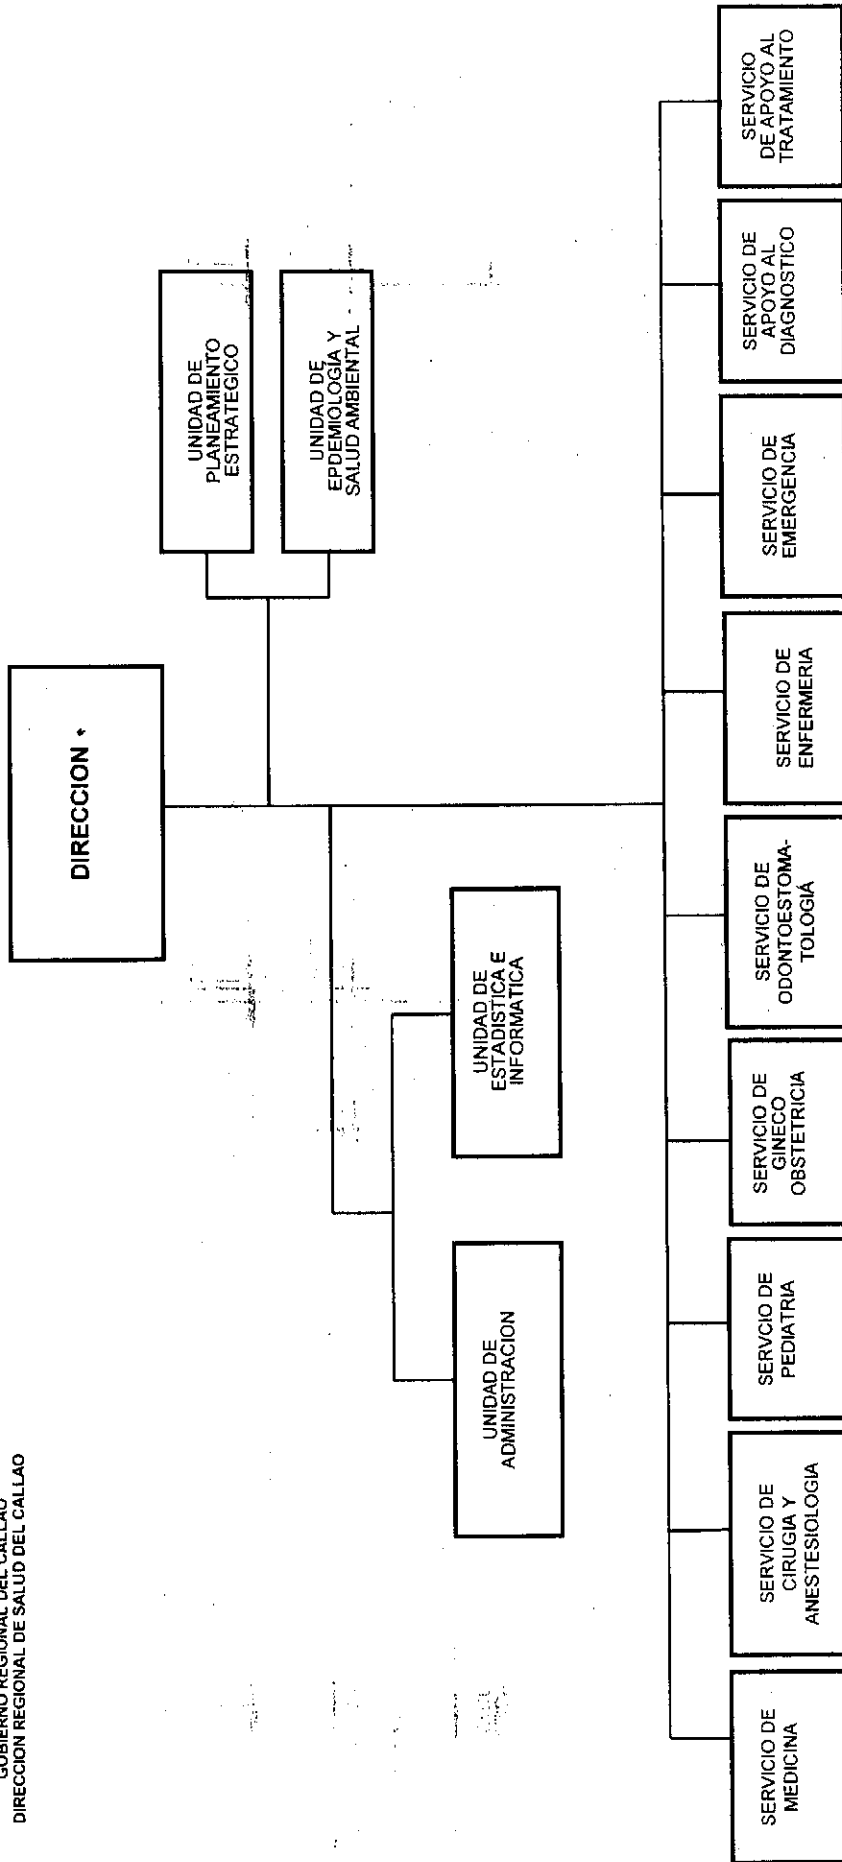 GOBIERNO REGIONAL DEL CALLAO
DIRECCION REGIONAL DE SALUD DEL CALLAO
DIRECCION
UNIDAD DE
PLANEAMIENTO
ESTRATEGICO
UNIDAD DE
EPDEMIOLOGIA Y
SALUD AMBIENTAL
UNIDAD DE
ADMINISTRACION
UNIDAD DE
ESTADISTICA E
INFORMATICA
SERVICIO DE
MEDICINA
SERVICIO DE
CIRUGIA Y
ANESTESIOLOGIA
SERVCIO DE
PEDIATRIA
SERVICIO DE
GINECO
OBSTETRICIA
SERVICIO DE
ODONTOESTOMA-
TOLOGIÁ
SERVICIO DE
ENFERMERIA
SERVICIO DE
EMERGENCIA
SERVICIO DE
APOYO AL
DIAGNOSTICO
SERVICIO
DE APOYO AL
TRATAMIENTO